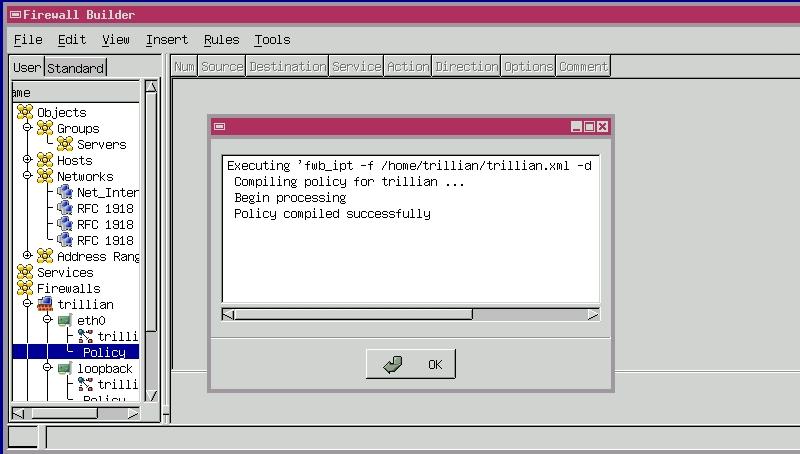 Firewall Builder
File Edit View Insert Rules Tools
User Standard
Num Source Destination Service Action Direction Options Comment
ame
Objects
Groups
Servers
Hosts
Networks
Net_Inter
RFC 1918
RFC 1918
RFC 1918
Address Rang
Services
Firewalls
trillian
eth0
trilli
Policy
loopback
trilli
Policy
Executing 'fwb_ipt -f /home/trillian/trillian.xml -d
Compiling policy for trillian ...
Begin processing
Policy compiled successfully
OK